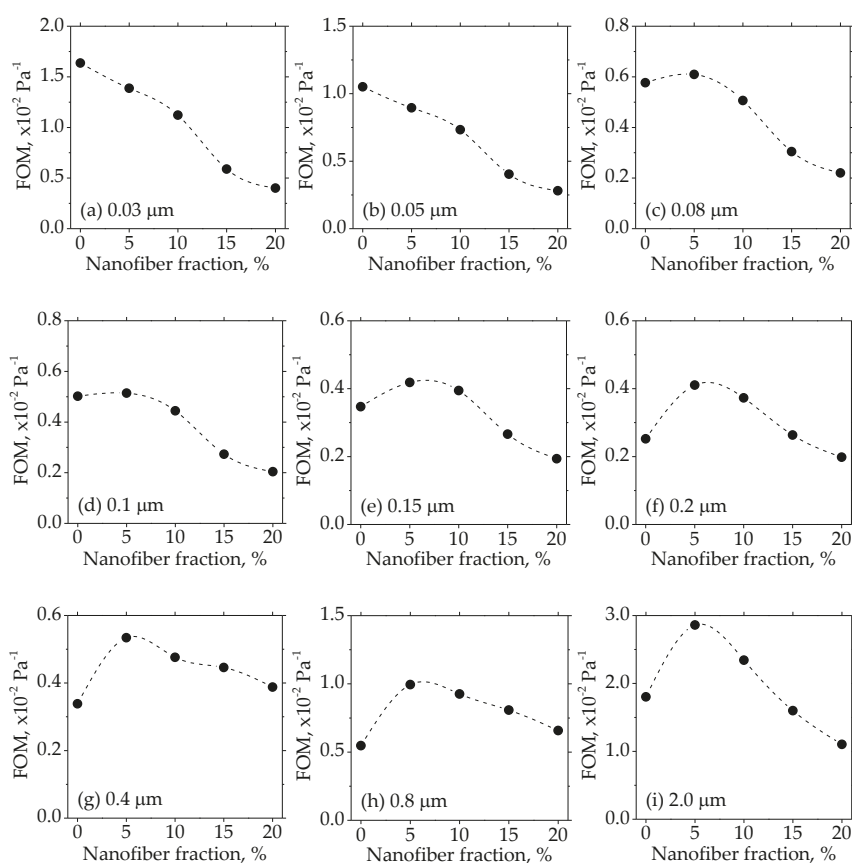 FOM, x10⁻² Pa⁻¹
2.0
1.5
1.0
0.5
0.0
(a) 0.03 µm
0 5 10 15 20
Nanofiber fraction, %
FOM, x10⁻² Pa⁻¹
1.5
1.0
0.5
0.0
(b) 0.05 µm
0 5 10 15 20
Nanofiber fraction, %
FOM, x10⁻² Pa⁻¹
0.8
0.6
0.4
0.2
0.0
(c) 0.08 µm
0 5 10 15 20
Nanofiber fraction, %
FOM, x10⁻² Pa⁻¹
0.8
0.6
0.4
0.2
0.0
(d) 0.1 µm
0 5 10 15 20
Nanofiber fraction, %
FOM, x10⁻² Pa⁻¹
0.6
0.4
0.2
0.0
(e) 0.15 µm
0 5 10 15 20
Nanofiber fraction, %
FOM, x10⁻² Pa⁻¹
0.6
0.4
0.2
0.0
(f) 0.2 µm
0 5 10 15 20
Nanofiber fraction, %
FOM, x10⁻² Pa⁻¹
0.6
0.4
0.2
0.0
(g) 0.4 µm
0 5 10 15 20
Nanofiber fraction, %
FOM, x10⁻² Pa⁻¹
1.5
1.0
0.5
0.0
(h) 0.8 µm
0 5 10 15 20
Nanofiber fraction, %
FOM, x10⁻² Pa⁻¹
3.0
2.0
1.0
0.0
(i) 2.0 µm
0 5 10 15 20
Nanofiber fraction, %